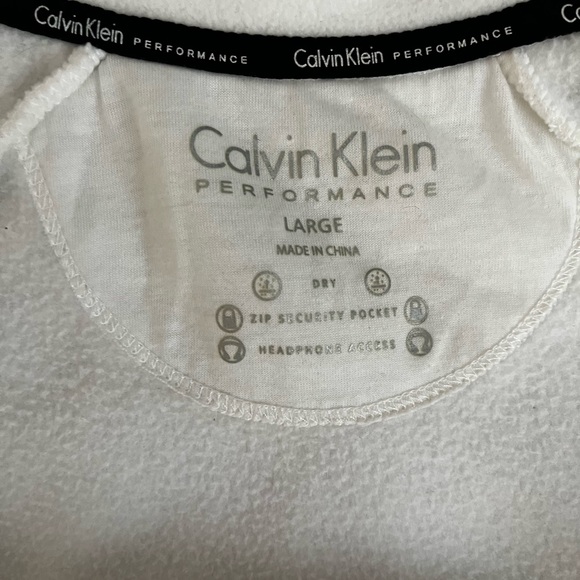 Calvin Klein PERFORMANCE Calvin Klein PERFORMANCE
Calvin Klein
PERFORMANCE
LARGE
MADE IN CHINA
DRY
ZIP SECURITY POCKET
HEADPHONE ACCESS